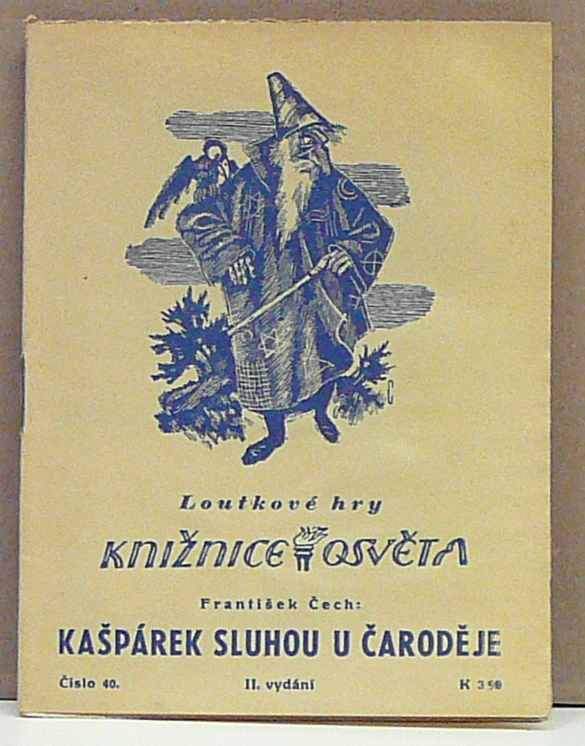 Loutkové hry
KNIŽNICE OSVĚTA
František Čech:
KAŠPÁREK SLUHOU U ČARODĚJE
Číslo 40. II. vydání K 3·50